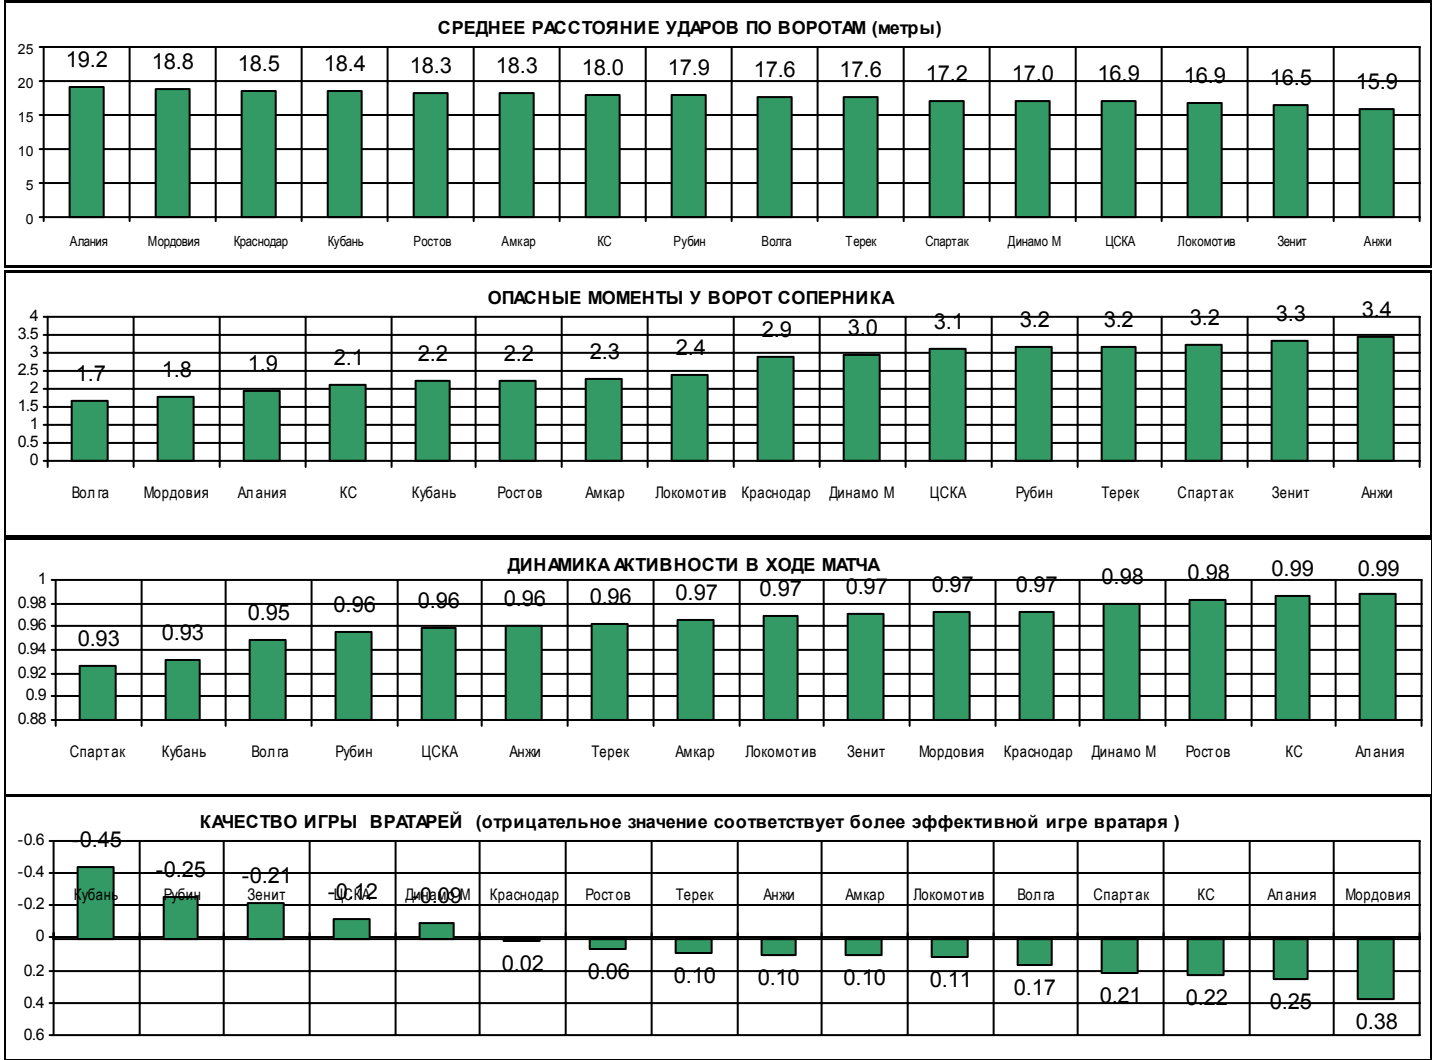 СРЕДНЕЕ РАССТОЯНИЕ УДАРОВ ПО ВОРОТАМ (метры)
25
20
15
10
5
0
19.2 18.8 18.5 18.4 18.3 18.3 18.0 17.9 17.6 17.6 17.2 17.0 16.9 16.9 16.5 15.9
Алания Мордовия Краснодар Кубань Ростов Амкар КС Рубин Волга Терек Спартак Динамо М ЦСКА Локомотив Зенит Анжи
ОПАСНЫЕ МОМЕНТЫ У ВОРОТ СОПЕРНИКА
4
3.5
3
2.5
2
1.5
1
0.5
0
1.7 1.8 1.9 2.1 2.2 2.2 2.3 2.4 2.9 3.0 3.1 3.2 3.2 3.2 3.3 3.4
Волга Мордовия Алания КС Кубань Ростов Амкар Локомотив Краснодар Динамо М ЦСКА Рубин Терек Спартак Зенит Анжи
ДИНАМИКА АКТИВНОСТИ В ХОДЕ МАТЧА
1
0.98
0.96
0.94
0.92
0.9
0.88
0.93 0.93 0.95 0.96 0.96 0.96 0.96 0.97 0.97 0.97 0.97 0.97 0.98 0.98 0.99 0.99
Спартак Кубань Волга Рубин ЦСКА Анжи Терек Амкар Локомотив Зенит Мордовия Краснодар Динамо М Ростов КС Алания
КАЧЕСТВО ИГРЫ ВРАТАРЕЙ (отрицательное значение соответствует более эффективной игре вратаря )
-0.6
-0.4
-0.2
0
0.2
0.4
0.6
-0.45 -0.25 -0.21 -0.12 -0.09
Кубань Рубин Зенит ЦСКА Динамо М Краснодар Ростов Терек Анжи Амкар Локомотив Волга Спартак КС Алания Мордовия
0.02 0.06 0.10 0.10 0.10 0.11 0.17 0.21 0.22 0.25 0.38